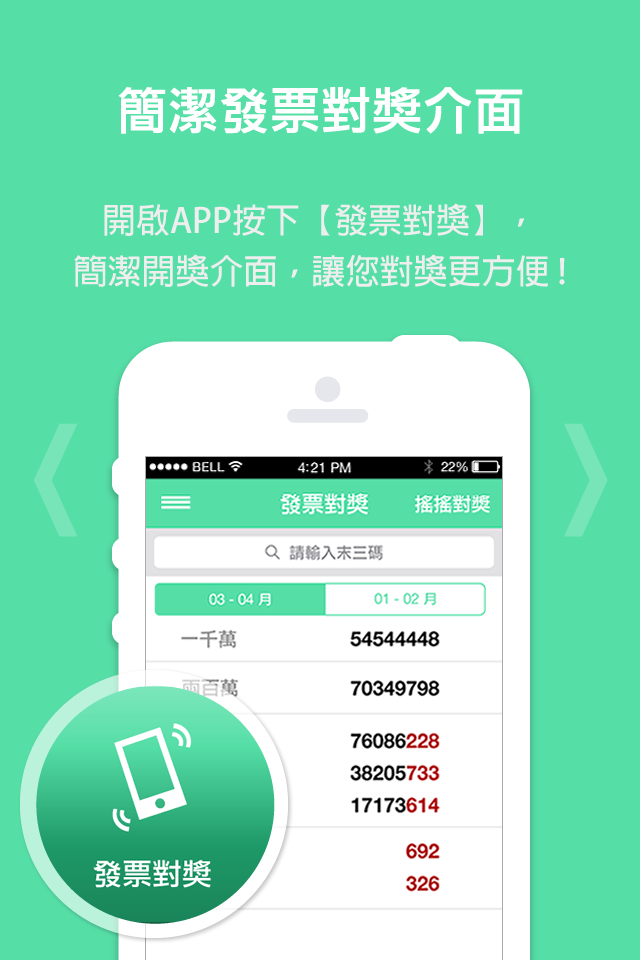 簡潔發票對獎介面
開啟APP按下【發票對獎】，
簡潔開獎介面，讓您對獎更方便！
BELL 4:21 PM 22%
發票對獎 搖搖對獎
請輸入末三碼
03 - 04 月 01 - 02 月
一千萬 54544448
兩百萬 70349798
76086228
38205733
17173614
692
326
發票對獎